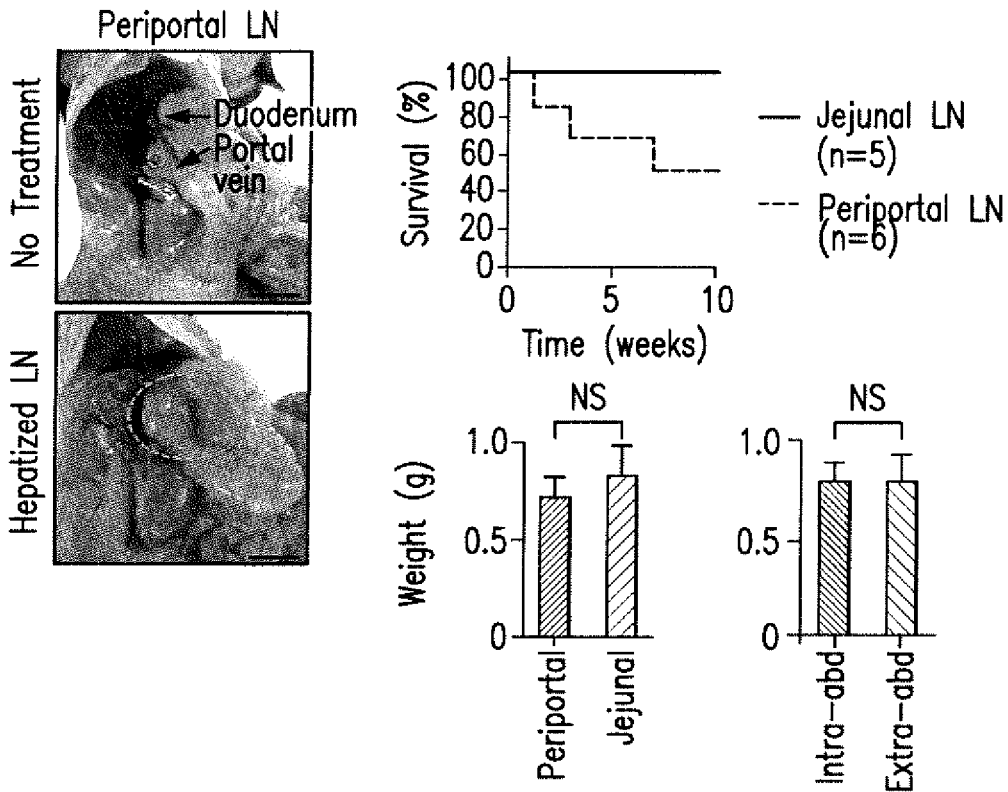 Periportal LN
No Treatment
Duodenum
Portal
vein
Hepatized LN
Survival (%)
100
80
60
40
20
0
0
5
10
Time (weeks)
Jejunal LN
(n=5)
Periportal LN
(n=6)
Weight (g)
NS
1.0
0.5
0
Periportal
Jejunal
NS
1.0
0.5
0
Intra-abd
Extra-abd